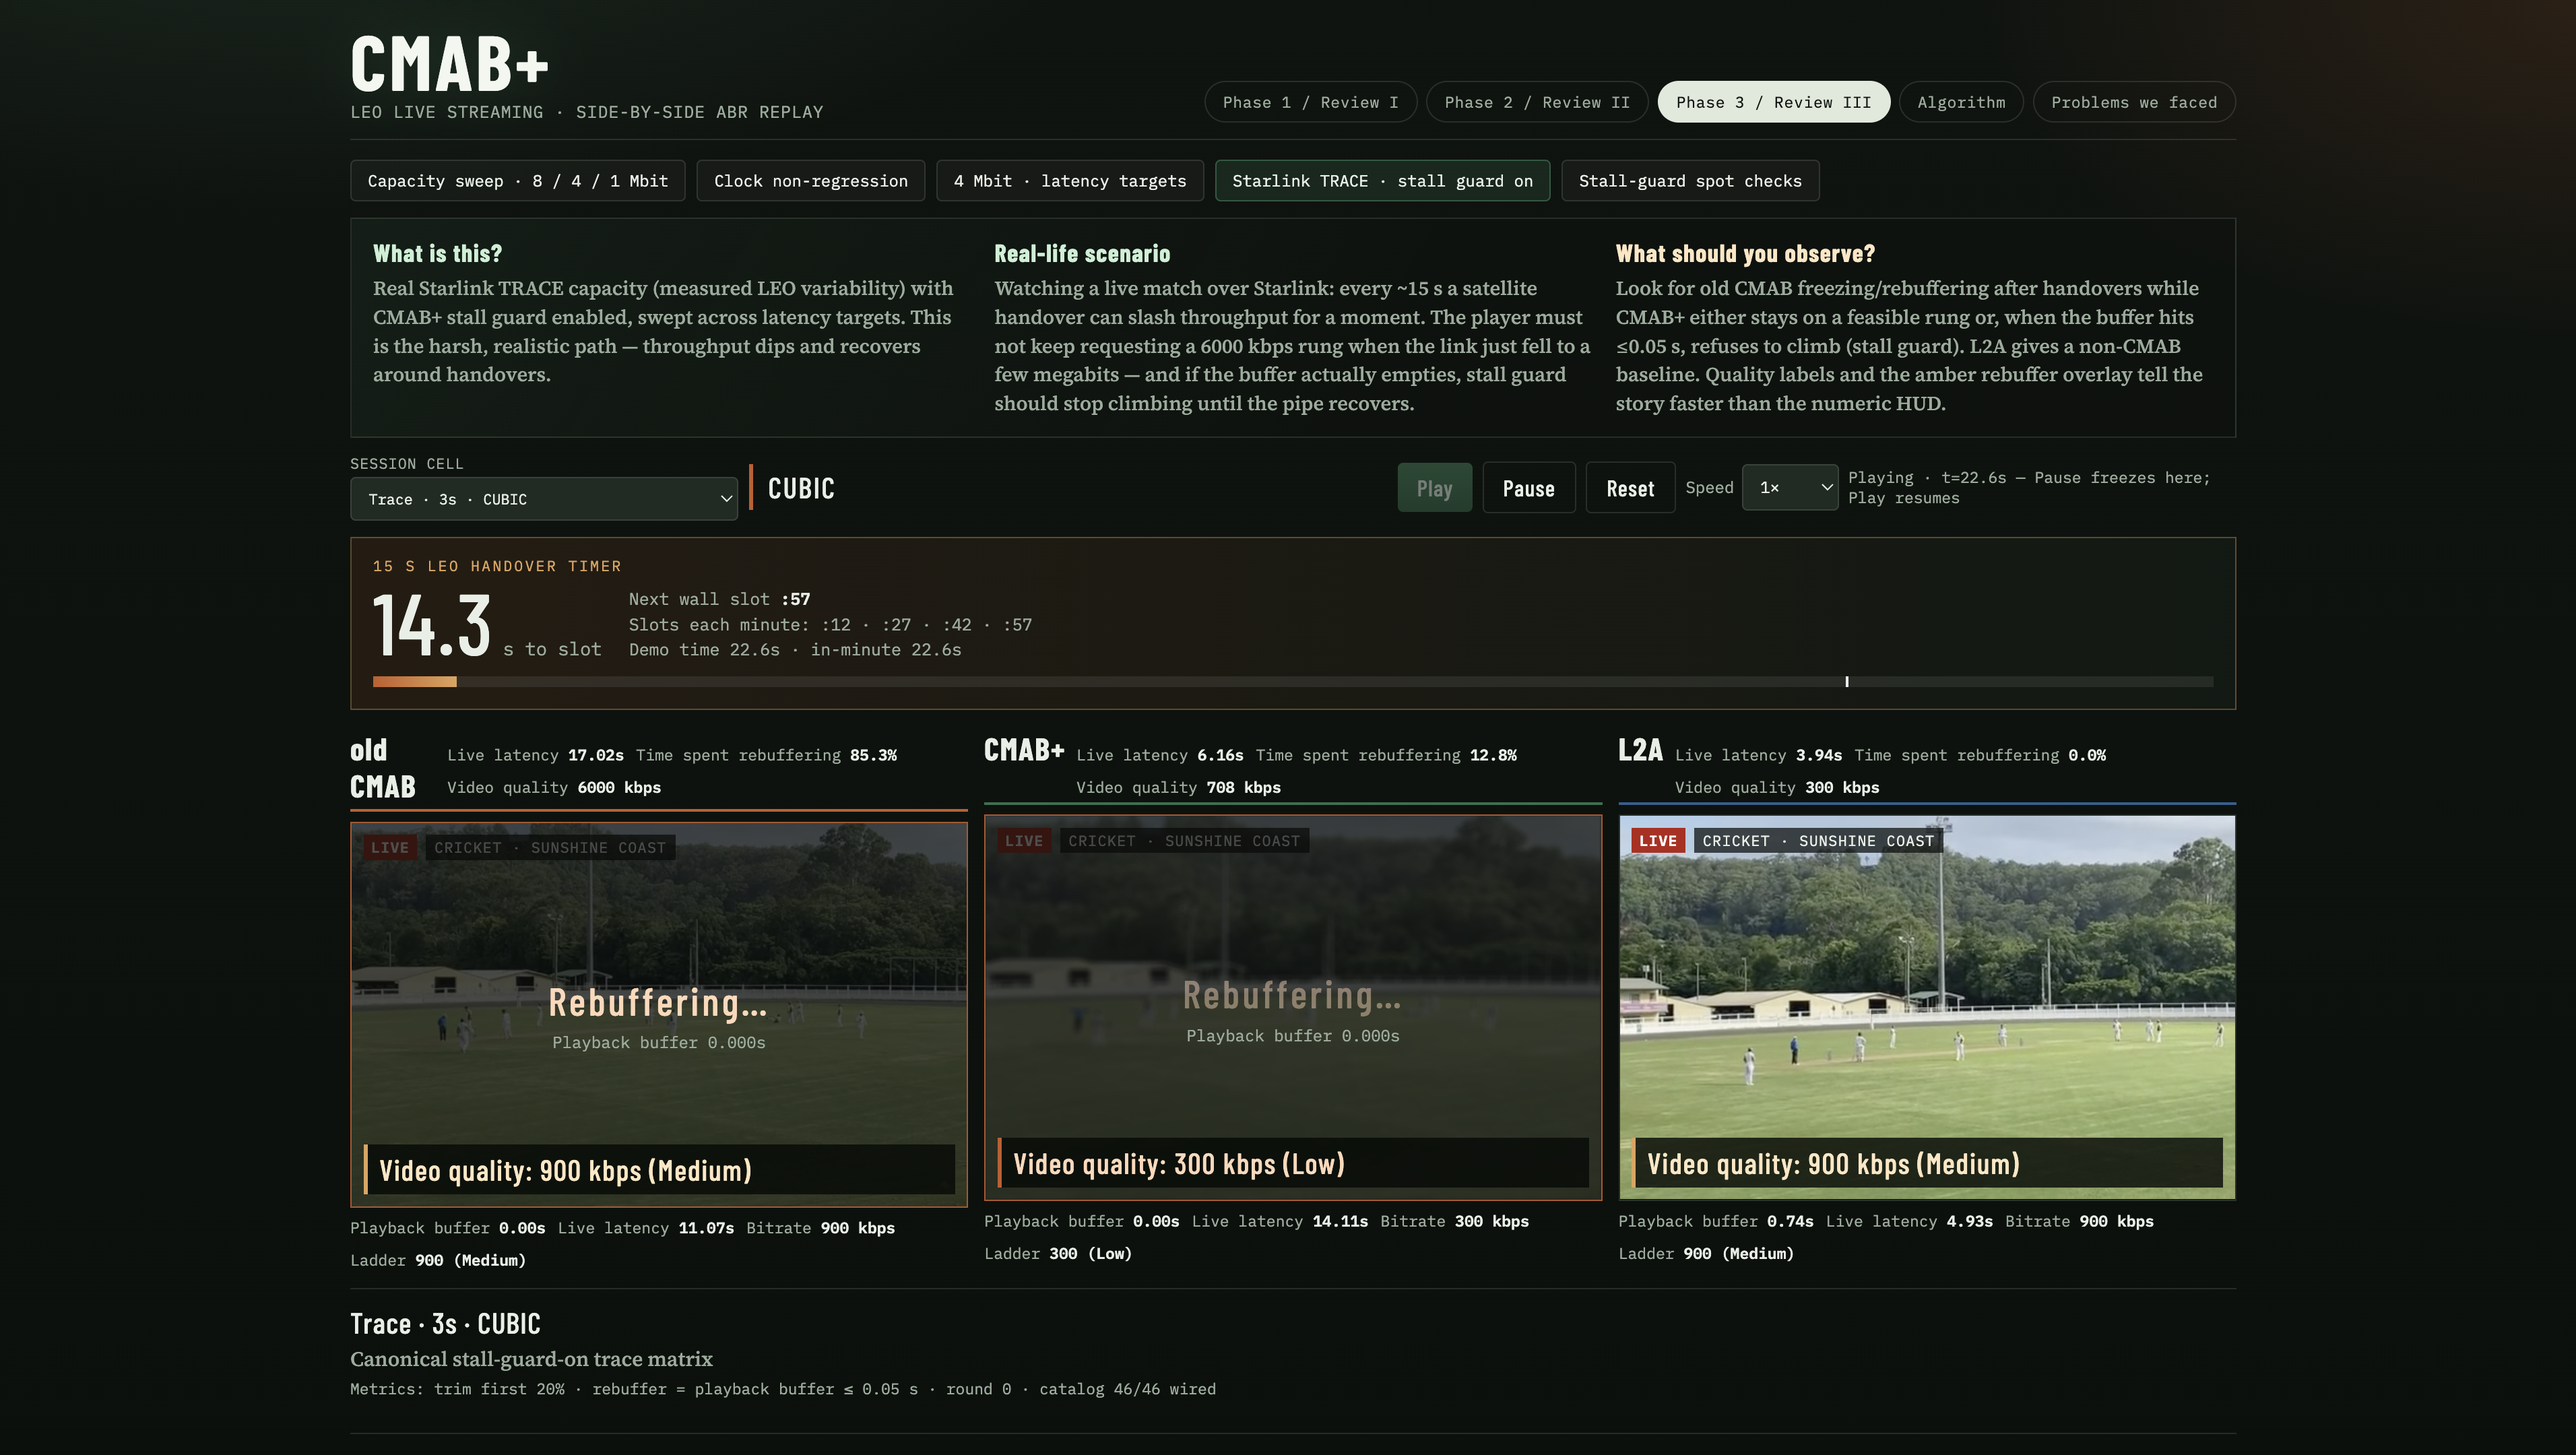 CMAB+
LEO LIVE STREAMING · SIDE-BY-SIDE ABR REPLAY
Phase 1 / Review I
Phase 2 / Review II
Phase 3 / Review III
Algorithm
Problems we faced
Capacity sweep · 8 / 4 / 1 Mbit
Clock non-regression
4 Mbit · latency targets
Starlink TRACE · stall guard on
Stall-guard spot checks
What is this?
Real Starlink TRACE capacity (measured LEO variability) with
CMAB+ stall guard enabled, swept across latency targets. This
is the harsh, realistic path — throughput dips and recovers
around handovers.
Real-life scenario
Watching a live match over Starlink: every ~15 s a satellite
handover can slash throughput for a moment. The player must
not keep requesting a 6000 kbps rung when the link just fell to a
few megabits — and if the buffer actually empties, stall guard
should stop climbing until the pipe recovers.
What should you observe?
Look for old CMAB freezing/rebuffering after handovers while
CMAB+ either stays on a feasible rung or, when the buffer hits
≤0.05 s, refuses to climb (stall guard). L2A gives a non-CMAB
baseline. Quality labels and the amber rebuffer overlay tell the
story faster than the numeric HUD.
SESSION CELL
Trace · 3s · CUBIC
CUBIC
Play
Pause
Reset
Speed
1×
Playing · t=22.6s — Pause freezes here;
Play resumes
15 S LEO HANDOVER TIMER
14.3 s to slot
Next wall slot :57
Slots each minute: :12 · :27 · :42 · :57
Demo time 22.6s · in-minute 22.6s
old
CMAB
Live latency 17.02s Time spent rebuffering 85.3%
Video quality 6000 kbps
LIVE
CRICKET · SUNSHINE COAST
Rebuffering…
Playback buffer 0.000s
Video quality: 900 kbps (Medium)
Playback buffer 0.00s Live latency 11.07s Bitrate 900 kbps
Ladder 900 (Medium)
CMAB+
Live latency 6.16s Time spent rebuffering 12.8%
Video quality 708 kbps
LIVE
CRICKET · SUNSHINE COAST
Rebuffering…
Playback buffer 0.000s
Video quality: 300 kbps (Low)
Playback buffer 0.00s Live latency 14.11s Bitrate 300 kbps
Ladder 300 (Low)
L2A
Live latency 3.94s Time spent rebuffering 0.0%
Video quality 300 kbps
LIVE
CRICKET · SUNSHINE COAST
Video quality: 900 kbps (Medium)
Playback buffer 0.74s Live latency 4.93s Bitrate 900 kbps
Ladder 900 (Medium)
Trace · 3s · CUBIC
Canonical stall-guard-on trace matrix
Metrics: trim first 20% · rebuffer = playback buffer ≤ 0.05 s · round 0 · catalog 46/46 wired